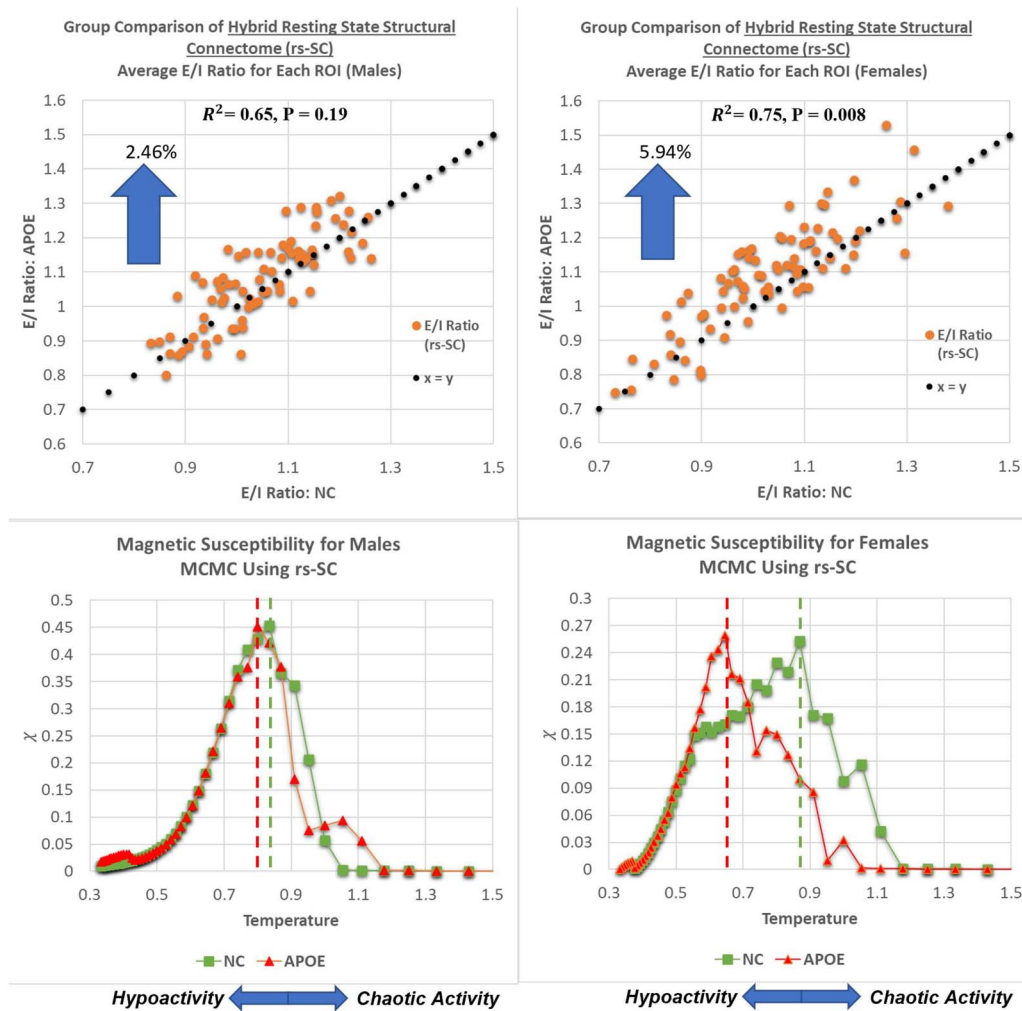 Group Comparison of Hybrid Resting State Structural
Connectome (rs-SC)
Average E/I Ratio for Each ROI (Males)
R²= 0.65, P = 0.19
2.46%
1.6
1.5
1.4
1.3
1.2
1.1
1
0.9
0.8
0.7
0.6
E/I Ratio: APOE
E/I Ratio
(rs-SC)
x = y
0.7 0.9 1.1 1.3 1.5
E/I Ratio: NC
Group Comparison of Hybrid Resting State Structural
Connectome (rs-SC)
Average E/I Ratio for Each ROI (Females)
R²= 0.75, P = 0.008
5.94%
1.6
1.5
1.4
1.3
1.2
1.1
1
0.9
0.8
0.7
0.6
E/I Ratio: APOE
E/I Ratio
(rs-SC)
x = y
0.7 0.9 1.1 1.3 1.5
E/I Ratio: NC
Magnetic Susceptibility for Males
MCMC Using rs-SC
0.5
0.45
0.4
0.35
0.3
0.25
0.2
0.15
0.1
0.05
0
χ
0.3 0.5 0.7 0.9 1.1 1.3 1.5
Temperature
NC APOE
Hypoactivity Chaotic Activity
Magnetic Susceptibility for Females
MCMC Using rs-SC
0.3
0.27
0.24
0.21
0.18
0.15
0.12
0.09
0.06
0.03
0
χ
0.3 0.5 0.7 0.9 1.1 1.3 1.5
Temperature
NC APOE
Hypoactivity Chaotic Activity